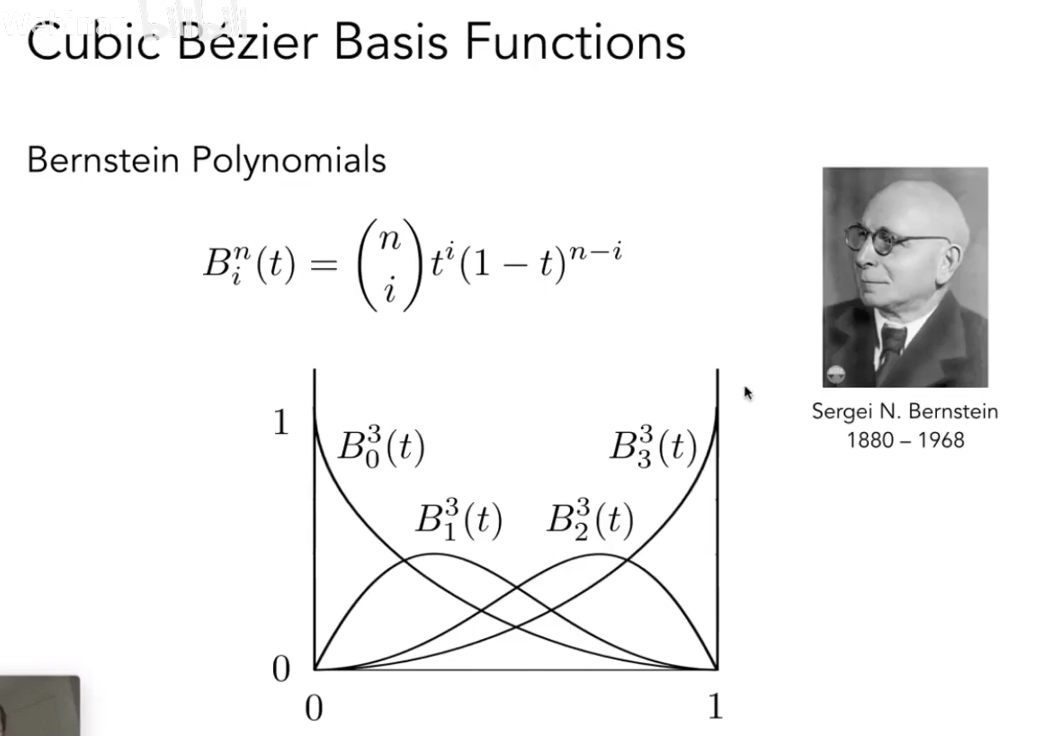 Cubic Bézier Basis Functions
Bernstein Polynomials
B_i^n(t) = \binom{n}{i} t^i (1 − t)^{n−i}
1
B_0^3(t)
B_3^3(t)
B_1^3(t)
B_2^3(t)
0
0
1
Sergei N. Bernstein
1880 – 1968